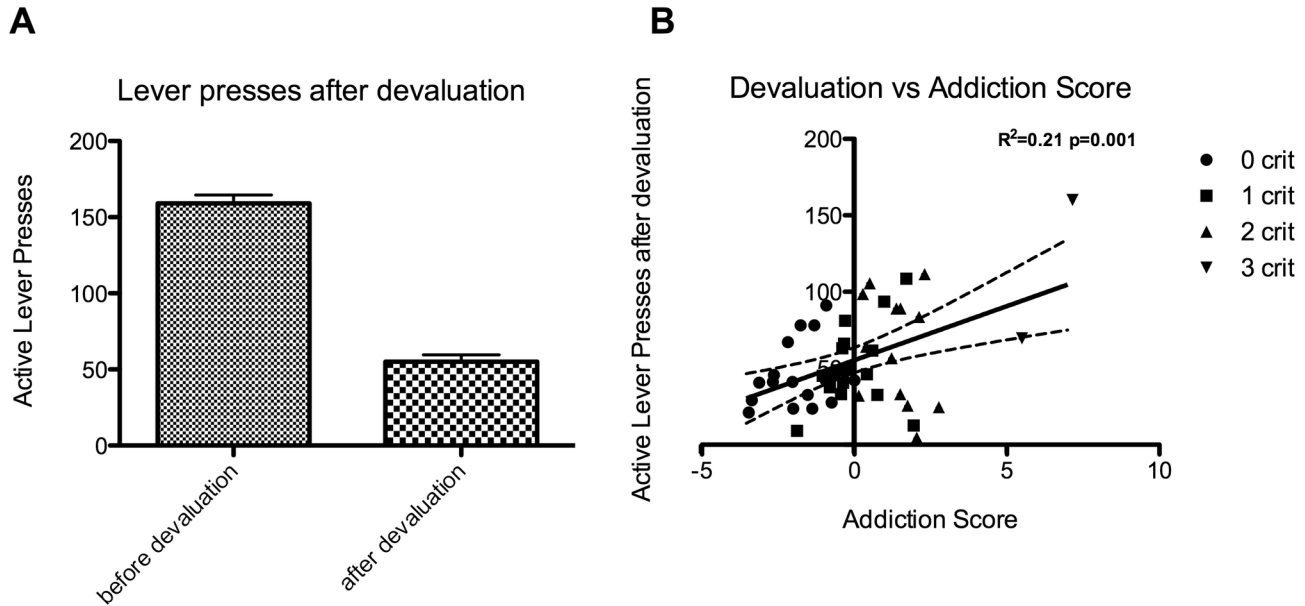 A
Lever presses after devaluation
Active Lever Presses
200
150
100
50
0
before devaluation
after devaluation
B
Devaluation vs Addiction Score
Active Lever Presses after devaluation
R²=0.21 p=0.001
200
150
100
50
-5
0
5
10
Addiction Score
0 crit
1 crit
2 crit
3 crit